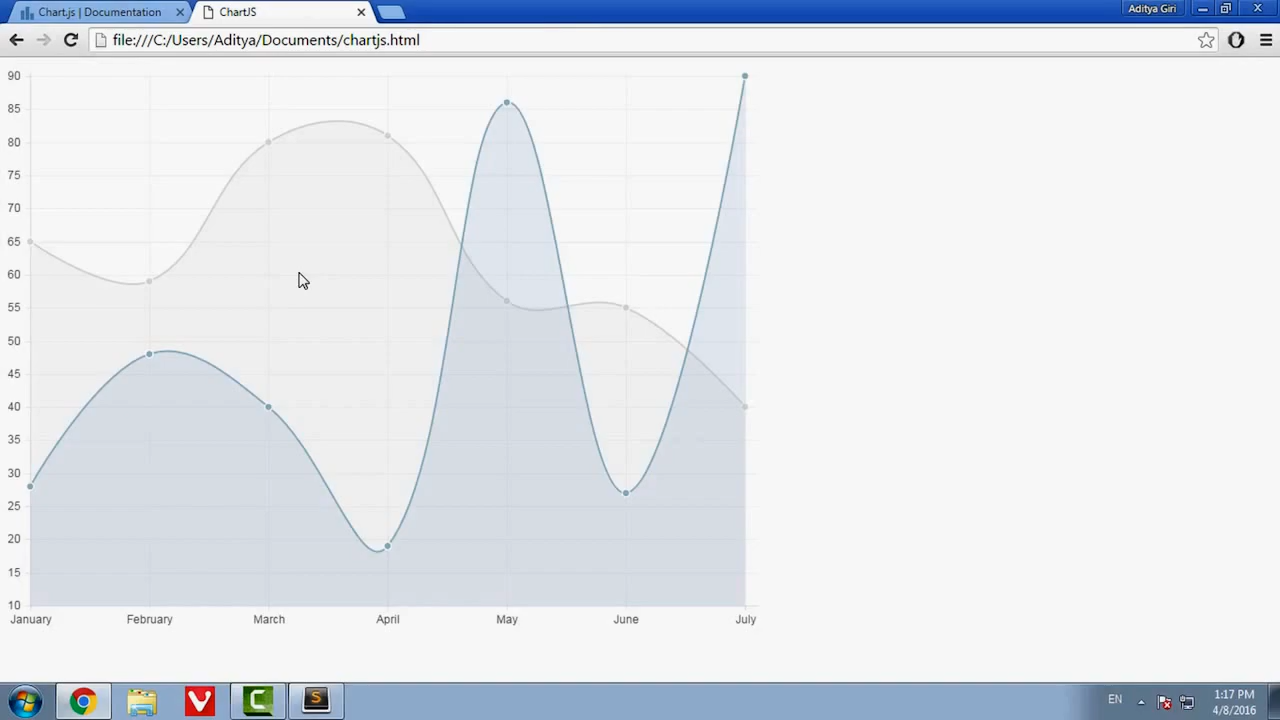 Chart.js | Documentation
ChartJS
Aditya Giri
file:///C:/Users/Aditya/Documents/chartjs.html
90
85
80
75
70
65
60
55
50
45
40
35
30
25
20
15
10
January February March April May June July
EN
1:17 PM
4/8/2016